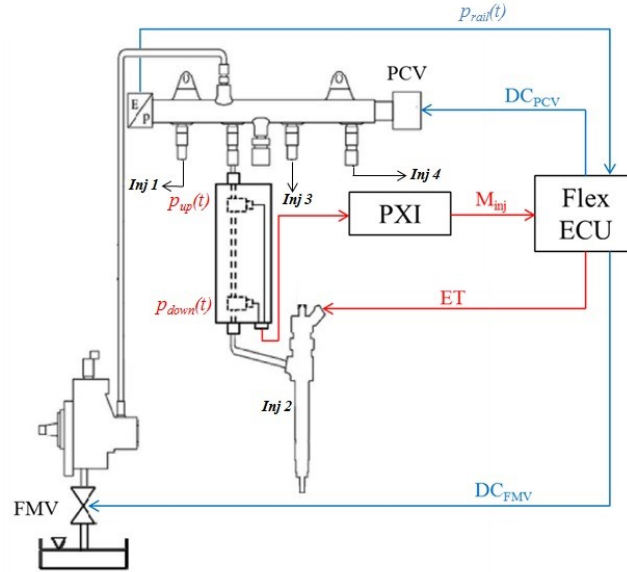 p_rail(t)
PCV
E
P
DC_PCV
Inj 1
Inj 3
Inj 4
p_up(t)
PXI
M_inj
Flex
ECU
p_down(t)
ET
Inj 2
FMV
DC_FMV